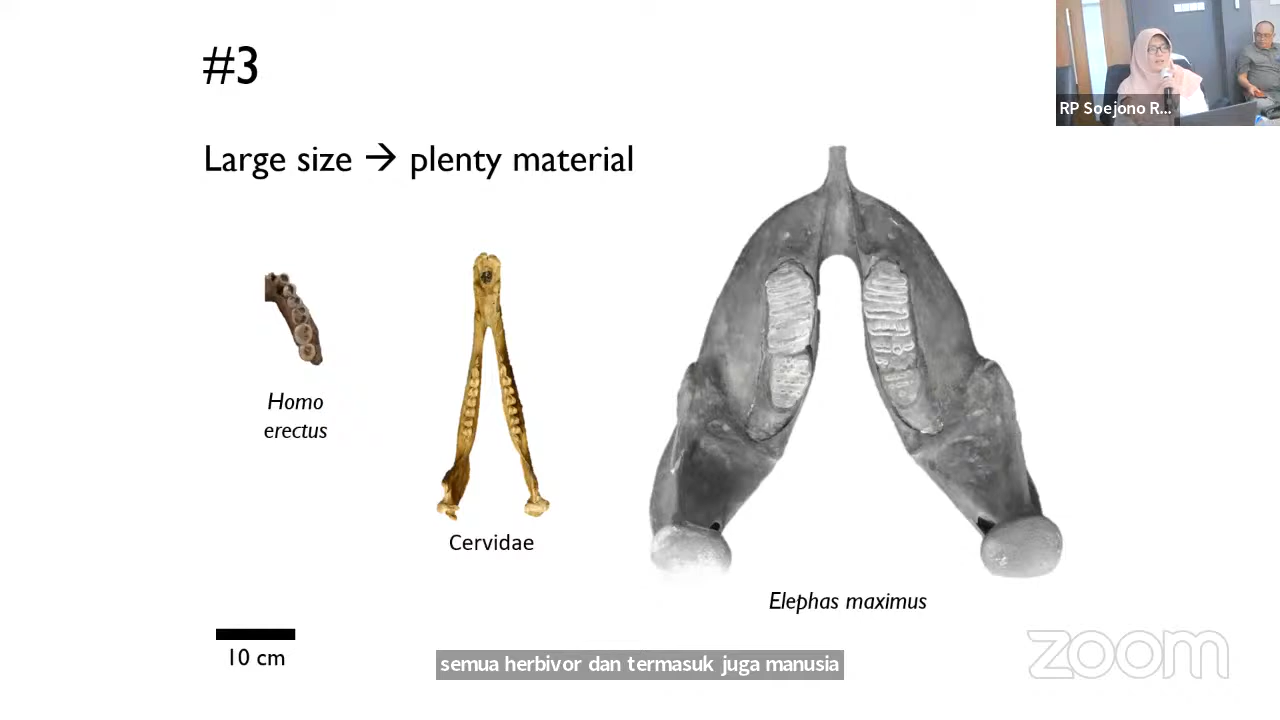 #3
RP Soejono R...
Large size → plenty material
Homo
erectus
Cervidae
Elephas maximus
10 cm
semua herbivor dan termasuk juga manusia
zoom